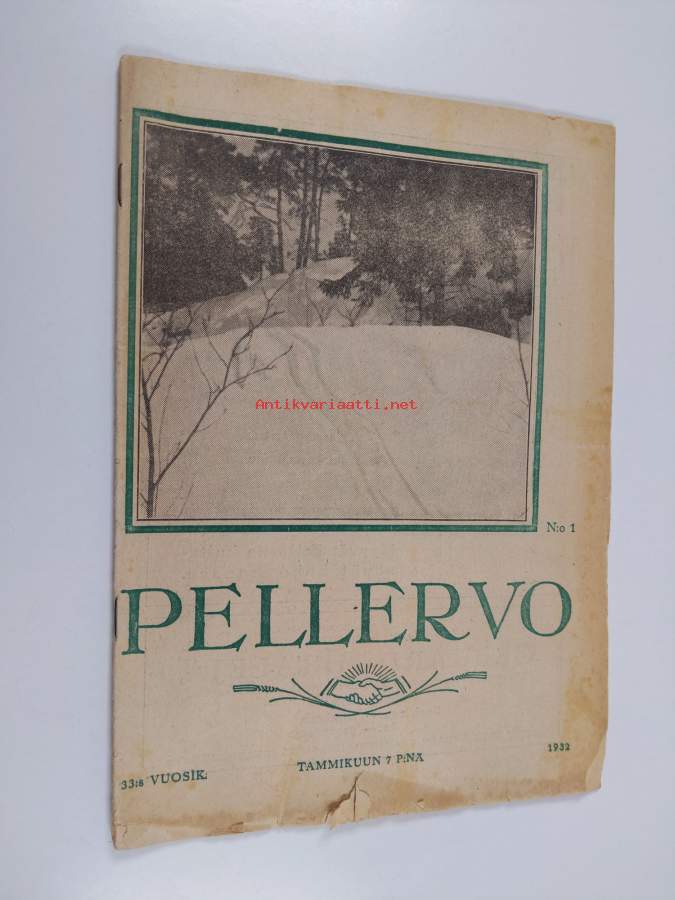 Antikvariaatti.net
N:o 1
PELLERVO
33:s VUOSIK.
TAMMIKUUN 7 P:NÄ
1932